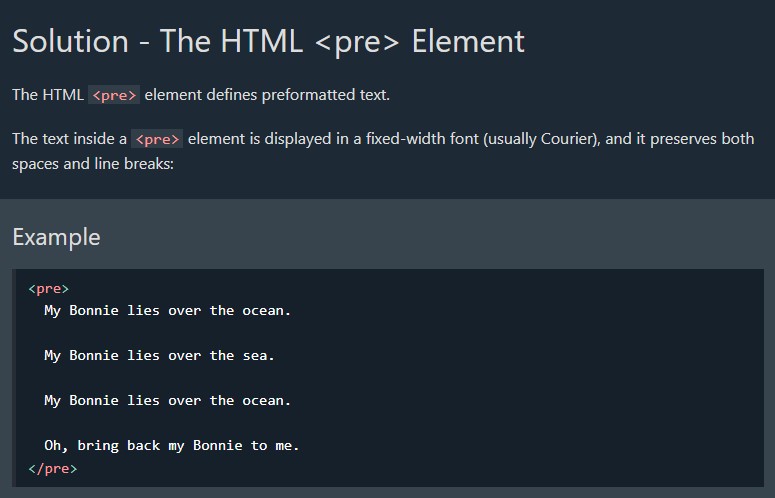 Solution - The HTML <pre> Element
The HTML <pre> element defines preformatted text.
The text inside a <pre> element is displayed in a fixed-width font (usually Courier), and it preserves both
spaces and line breaks:
Example
<pre>
  My Bonnie lies over the ocean.

  My Bonnie lies over the sea.

  My Bonnie lies over the ocean.

  Oh, bring back my Bonnie to me.
</pre>